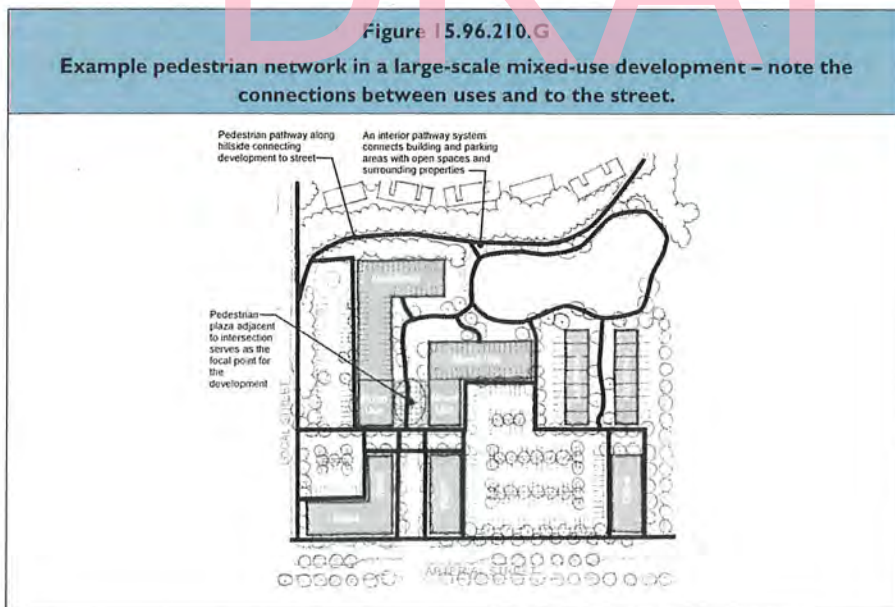 DRAF
Figure 15.96.210.G
Example pedestrian network in a large-scale mixed-use development – note the
connections between uses and to the street.
Pedestrian pathway along
hillside connecting
development to street
An interior pathway system
connects building and parking
areas with open spaces and
surrounding properties
Pedestrian
plaza adjacent
to intersection
serves as the
focal point for
the
development
LOCAL STREET
ARTERIAL STREET